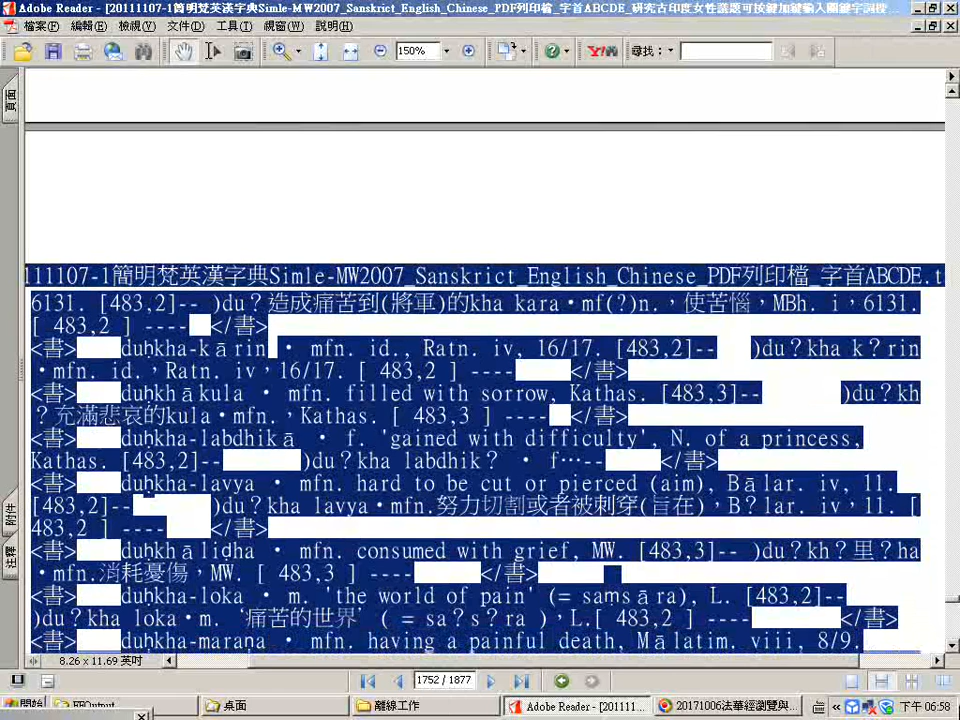 Adobe Reader - [20111107-1簡明梵英漢字典Simle-MW2007_Sanskrict_English_Chinese_PDF列印檔_字首ABCDE_研究古印度女性議題可按鍵加鍵輸入關鍵字詞搜
檔案(F) 編輯(E) 檢視(V) 文件(D) 工具(T) 視窗(W) 說明(H)
150% 尋找:
頁面
附件
注釋
111107-1簡明梵英漢字典Simle-MW2007_Sanskrict_English_Chinese_PDF列印檔_字首ABCDE.t
6131. [483,2]-- )du？造成痛苦到(將軍)的kha kara‧mf(?)n.，使苦惱，MBh. i，6131.
[ 483,2 ] ---- </書>
<書> duḥkha-kārin ‧ mfn. id., Ratn. iv, 16/17. [483,2]-- )du？kha k？rin
‧mfn. id.，Ratn. iv，16/17. [ 483,2 ] ---- </書>
<書> duḥkhākula ‧ mfn. filled with sorrow, Kathas. [483,3]-- )du？kh
？充滿悲哀的kula‧mfn.，Kathas. [ 483,3 ] ---- </書>
<書> duḥkha-labdhikā ‧ f. 'gained with difficulty', N. of a princess,
Kathas. [483,2]-- )du？kha labdhik？ ‧ f…-- </書>
<書> duḥkha-lavya ‧ mfn. hard to be cut or pierced (aim), Bālar. iv, 11.
[483,2]-- )du？kha lavya‧mfn.努力切割或者被刺穿(旨在)，B？lar. iv，11. [
483,2 ] ---- </書>
<書> duḥkhālīḍha ‧ mfn. consumed with grief, MW. [483,3]-- )du？kh？里？ha
‧mfn.消耗憂傷，MW. [ 483,3 ] ---- </書>
<書> duḥkha-loka ‧ m. 'the world of pain' (= saṃsāra), L. [483,2]--
)du？kha loka‧m. ‘痛苦的世界’ ( = sa？s？ra )，L.[ 483,2 ] ---- </書>
<書> duḥkha-maraṇa ‧ mfn. having a painful death, Mālatim. viii, 8/9.
8.26 x 11.69 英吋
1752 / 1877
開始 FFOutput 桌面 離線工作 Adobe Reader - [201111... 20171006法華經瀏覽與... 下午 06:58